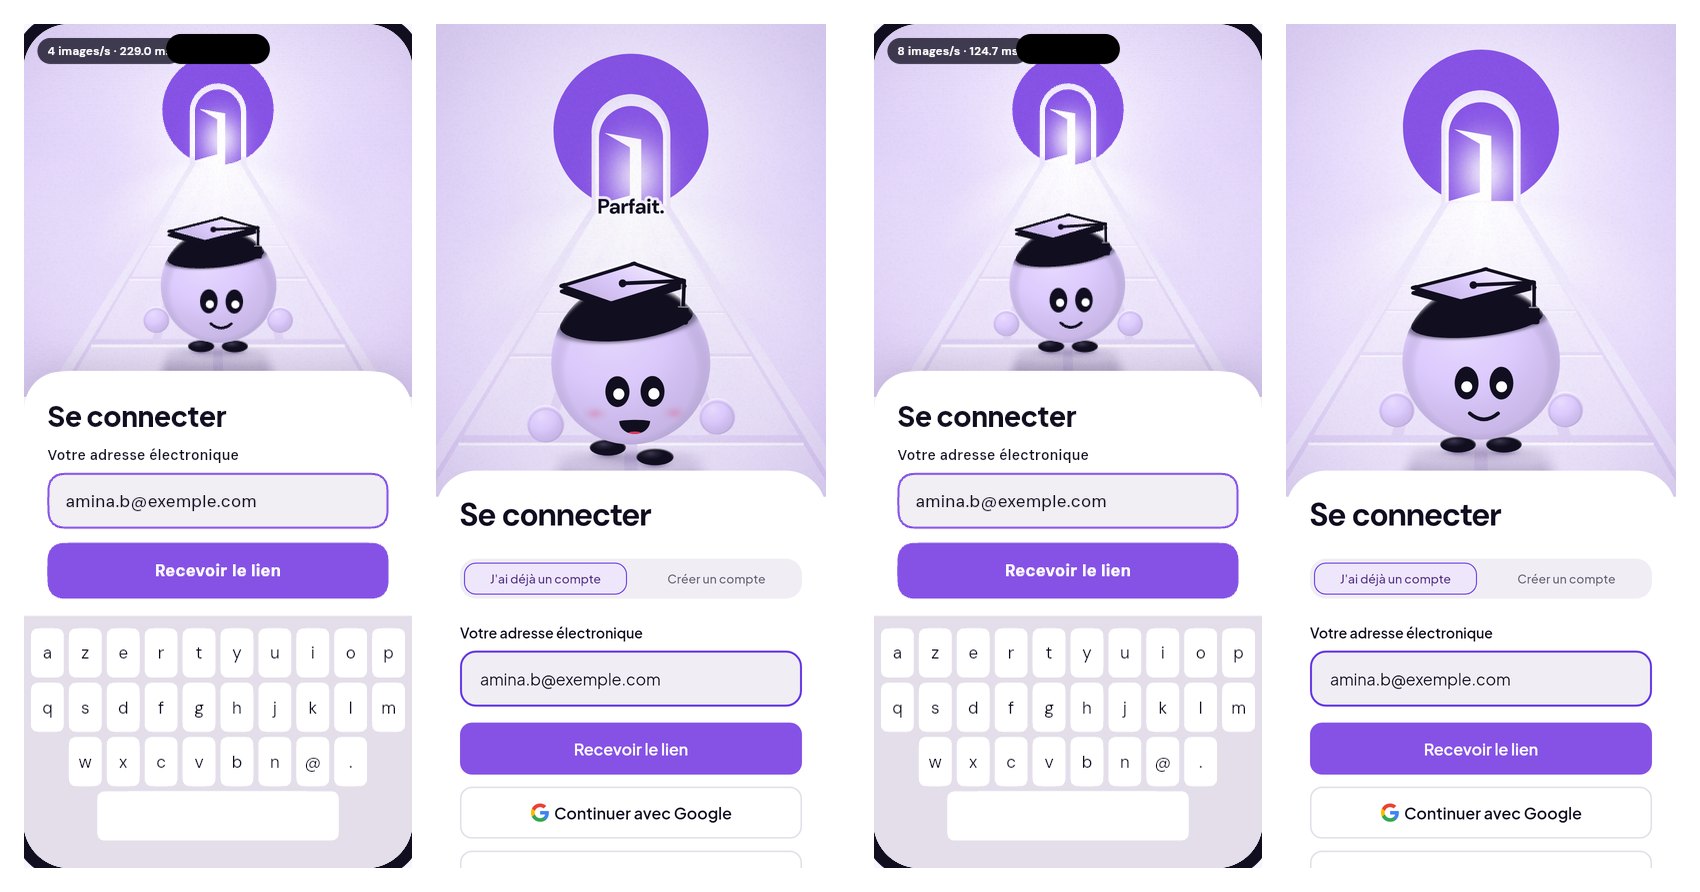 4 images/s · 229.0 m
Se connecter
Votre adresse électronique
amina.b@exemple.com
Recevoir le lien
a z e r t y u i o p
q s d f g h j k l m
w x c v b n @ .
Parfait.
Se connecter
J'ai déjà un compte
Créer un compte
Votre adresse électronique
amina.b@exemple.com
Recevoir le lien
Continuer avec Google
8 images/s · 124.7 ms
Se connecter
Votre adresse électronique
amina.b@exemple.com
Recevoir le lien
a z e r t y u i o p
q s d f g h j k l m
w x c v b n @ .
Se connecter
J'ai déjà un compte
Créer un compte
Votre adresse électronique
amina.b@exemple.com
Recevoir le lien
Continuer avec Google